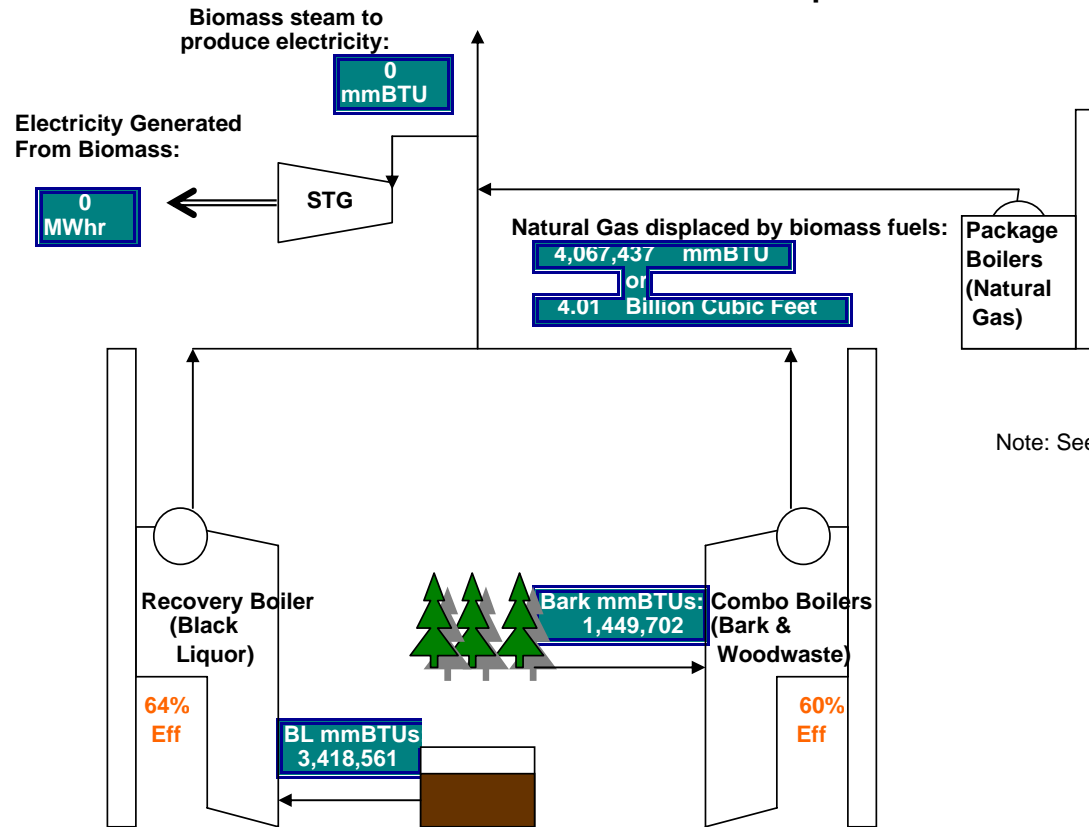 Biomass steam to
produce electricity:
0
mmBTU
Electricity Generated
From Biomass:
0
MWhr
STG
Natural Gas displaced by biomass fuels:
4,067,437 mmBTU
or
4.01 Billion Cubic Feet
Package
Boilers
(Natural
Gas)
Note: See
Recovery Boiler
(Black
Liquor)
Bark mmBTUs:
1,449,702
Combo Boilers
(Bark &
Woodwaste)
64%
Eff
60%
Eff
BL mmBTUs
3,418,561